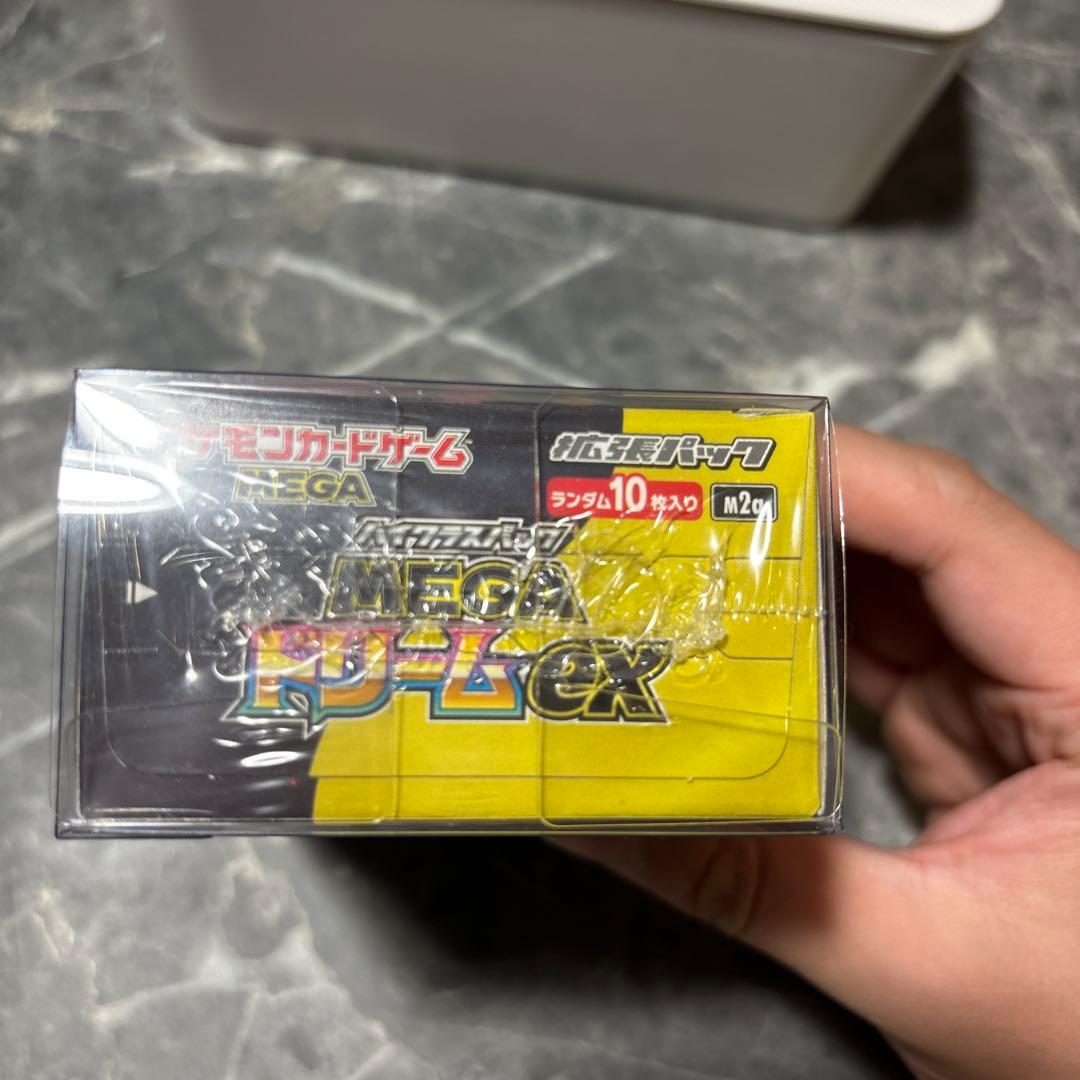 ケモンカードゲーム
MEGA
拡張パック
ランダム10枚入り M2a
ハイクラスパック
MEGA
ドリームex